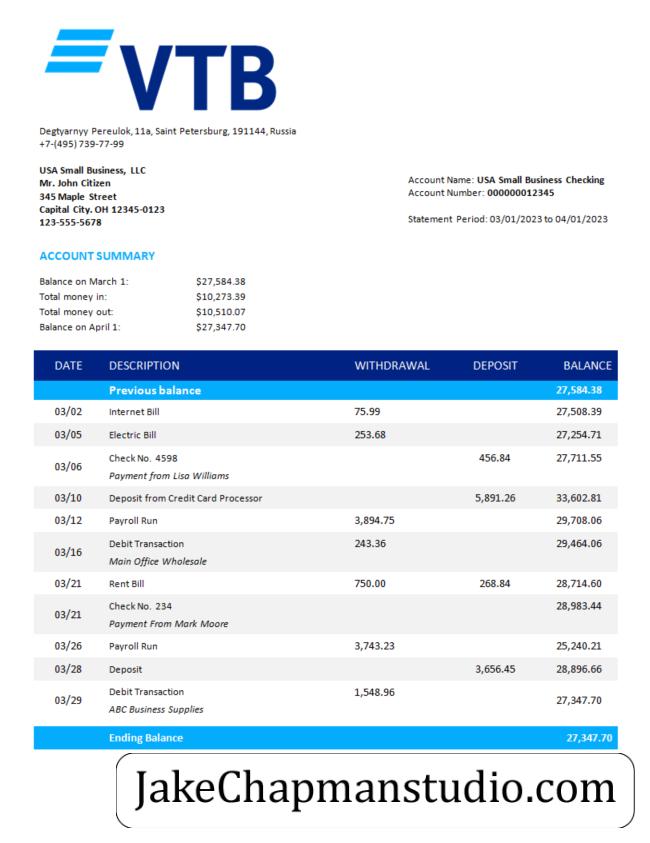 VTB
Degtyarnyy Pereulok, 11a, Saint Petersburg, 191144, Russia
+7-(495) 739-77-99
USA Small Business, LLC
Mr. John Citizen
345 Maple Street
Capital City. OH 12345-0123
123-555-5678
Account Name: USA Small Business Checking
Account Number: 000000012345
Statement Period: 03/01/2023 to 04/01/2023
ACCOUNT SUMMARY
Balance on March 1: $27,584.38
Total money in: $10,273.39
Total money out: $10,510.07
Balance on April 1: $27,347.70
DATE DESCRIPTION WITHDRAWAL DEPOSIT BALANCE
Previous balance 27,584.38
03/02 Internet Bill 75.99 27,508.39
03/05 Electric Bill 253.68 27,254.71
03/06 Check No. 4598 456.84 27,711.55
Payment from Lisa Williams
03/10 Deposit from Credit Card Processor 5,891.26 33,602.81
03/12 Payroll Run 3,894.75 29,708.06
03/16 Debit Transaction 243.36 29,464.06
Main Office Wholesale
03/21 Rent Bill 750.00 268.84 28,714.60
03/21 Check No. 234 28,983.44
Payment From Mark Moore
03/26 Payroll Run 3,743.23 25,240.21
03/28 Deposit 3,656.45 28,896.66
03/29 Debit Transaction 1,548.96 27,347.70
ABC Business Supplies
Ending Balance 27,347.70
JakeChapmanstudio.com